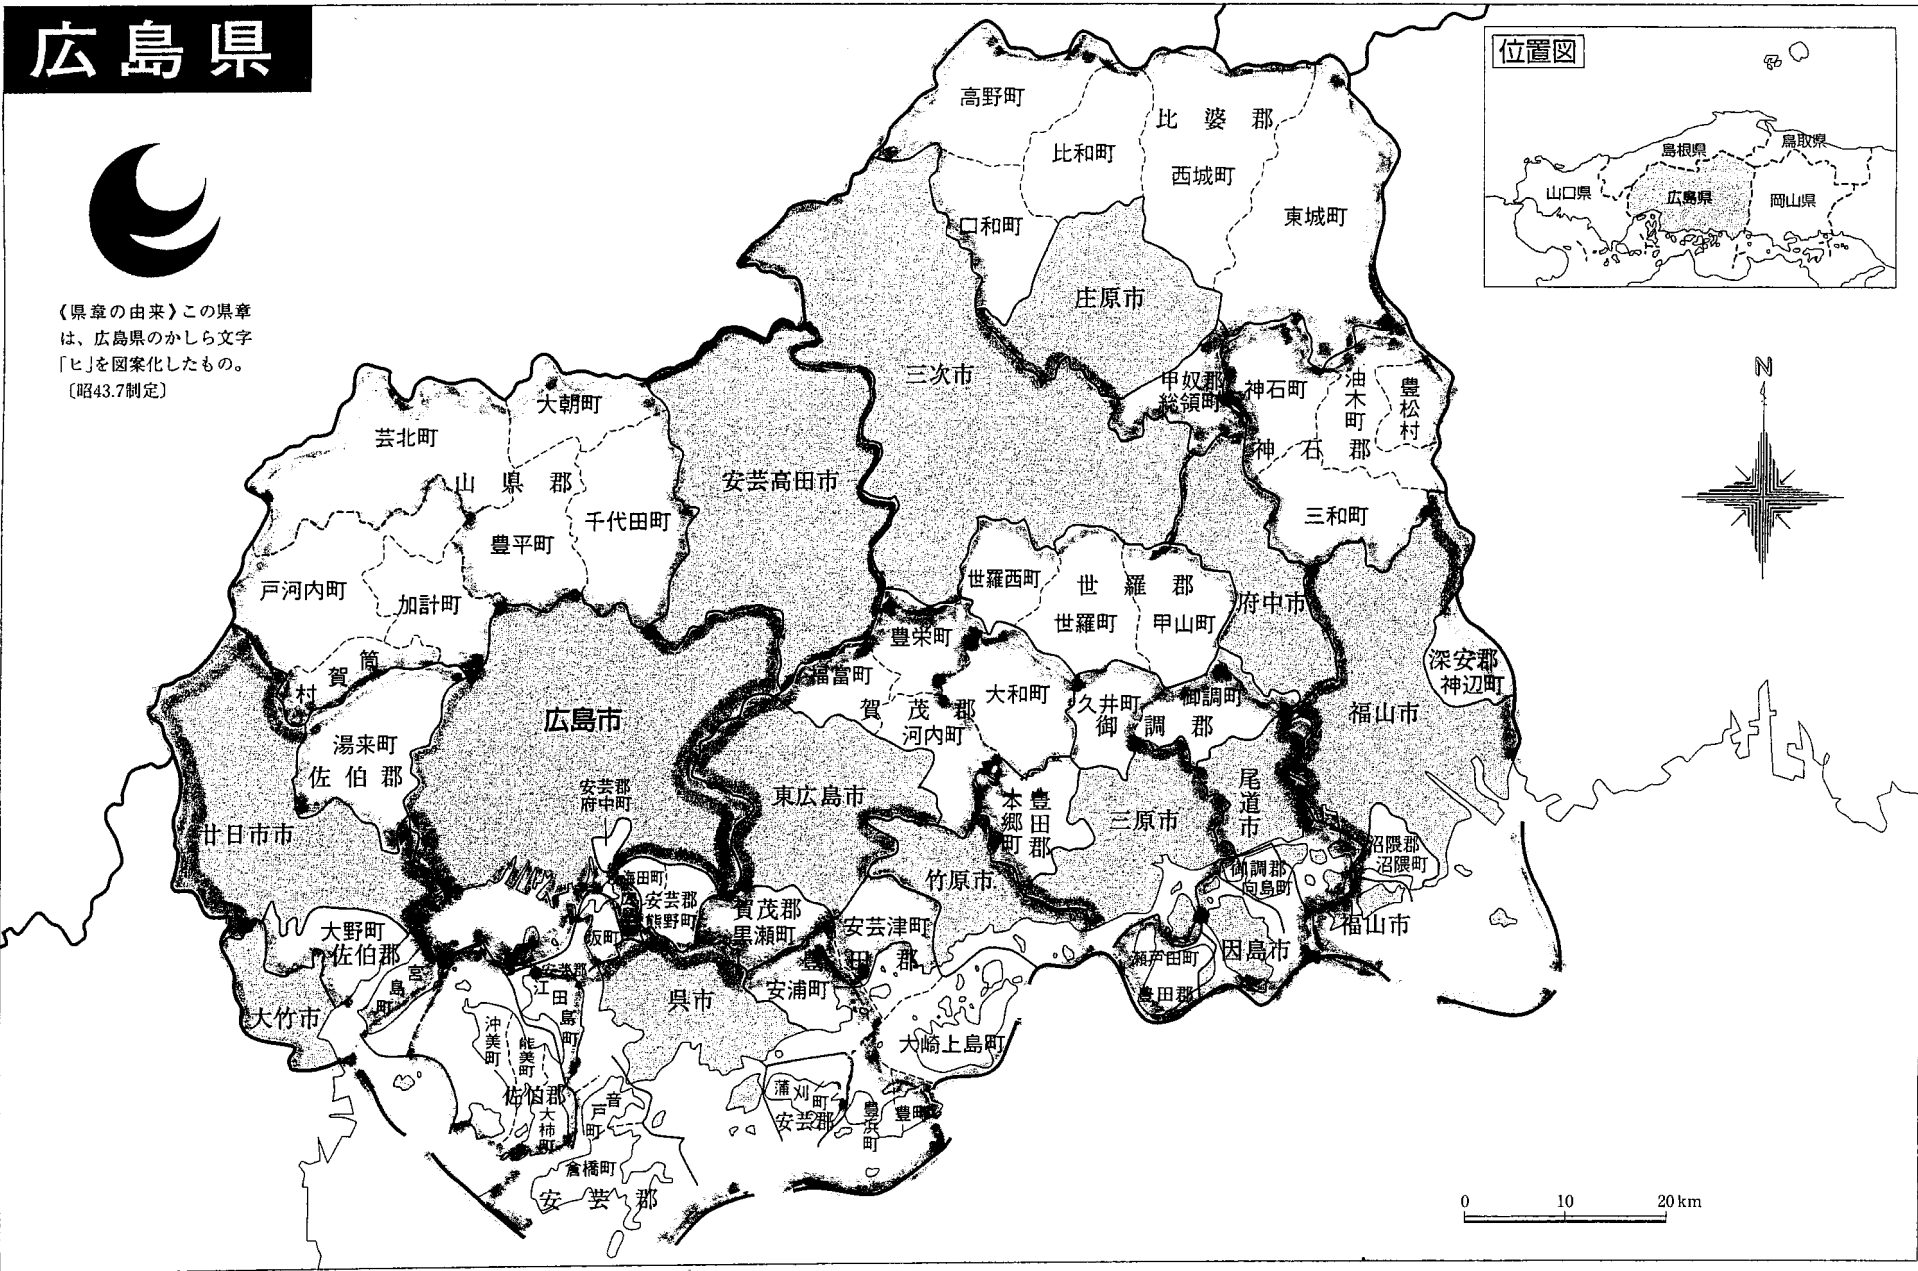 広島県
《県章の由来》この県章
は、広島県のかしら文字
「ヒ」を図案化したもの。
〔昭43.7制定〕
位置図
島根県
鳥取県
山口県
広島県
岡山県
N
高野町
比婆郡
比和町
西城町
口和町
東城町
庄原市
三次市
甲奴郡
総領町
神石町
油木町
豊松村
神石郡
三和町
大朝町
芸北町
山県郡
安芸高田市
千代田町
豊平町
戸河内町
加計町
筒賀村
世羅西町
世羅郡
世羅町
甲山町
府中市
深安郡
神辺町
福山市
豊栄町
福富町
大和町
久井町
御調町
御調郡
賀茂郡
河内町
広島市
湯来町
佐伯郡
廿日市市
安芸郡
府中町
東広島市
本郷町
豊田郡
三原市
尾道市
沼隈郡
沼隈町
御調郡
向島町
福山市
竹原市
海田町
安芸郡
熊野町
坂町
賀茂郡
黒瀬町
安芸津町
豊田郡
安浦町
大野町
佐伯郡
宮島町
大竹市
安芸郡
江田島町
呉市
瀬戸田町
豊田郡
因島市
大崎上島町
沖美町
能美町
佐伯郡
大柿町
音戸町
蒲刈町
安芸郡
豊浜町
豊町
倉橋町
安芸郡
0 10 20km